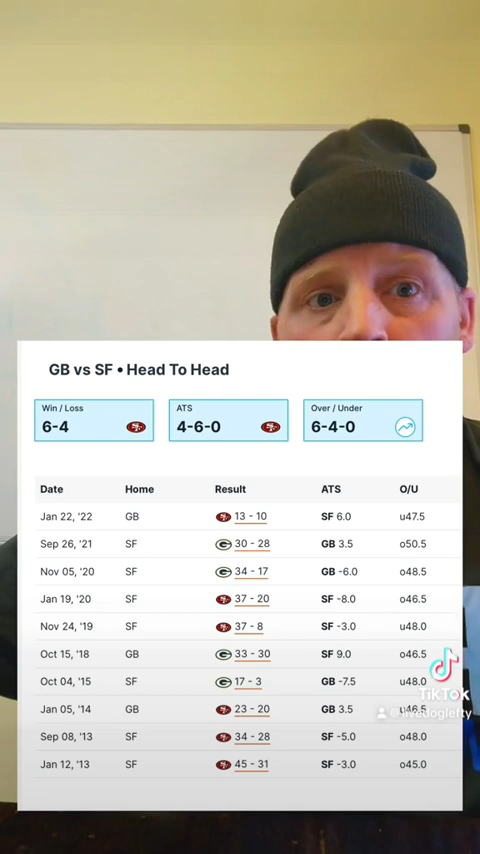 GB vs SF • Head To Head
Win / Loss ATS Over / Under
6-4 4-6-0 6-4-0
Date Home Result ATS O/U
Jan 22, '22 GB 13 - 10 SF 6.0 u47.5
Sep 26, '21 SF 30 - 28 GB 3.5 o50.5
Nov 05, '20 SF 34 - 17 GB -6.0 o48.5
Jan 19, '20 SF 37 - 20 SF -8.0 o46.5
Nov 24, '19 SF 37 - 8 SF -3.0 u48.0
Oct 15, '18 GB 33 - 30 SF 9.0 o46.5
Oct 04, '15 SF 17 - 3 GB -7.5 u48.0
TikTok
Jan 05, '14 GB 23 - 20 GB 3.5 u46.5
Sep 08, '13 SF 34 - 28 SF -5.0 o48.0
Jan 12, '13 SF 45 - 31 SF -3.0 o45.0